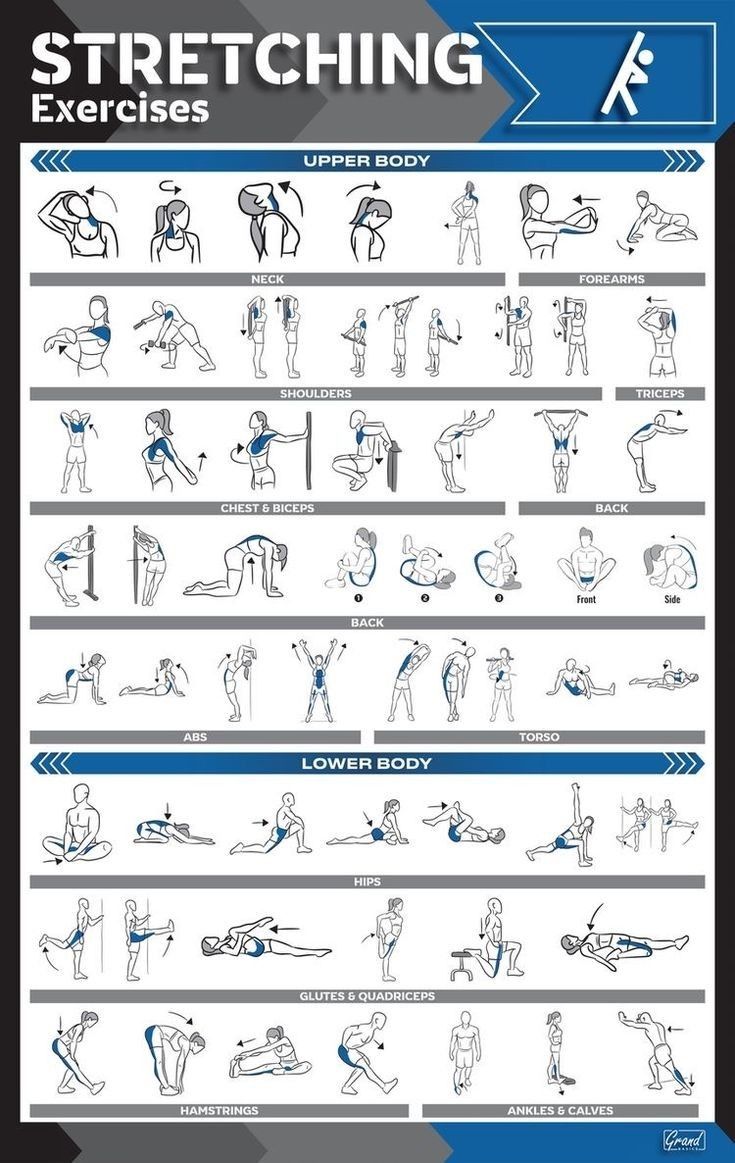 STRETCHING
Exercises
UPPER BODY
NECK
FOREARMS
SHOULDERS
TRICEPS
CHEST & BICEPS
BACK
1
2
3
Front
Side
BACK
ABS
TORSO
LOWER BODY
HIPS
GLUTES & QUADRICEPS
HAMSTRINGS
ANKLES & CALVES
Grand
BASICS